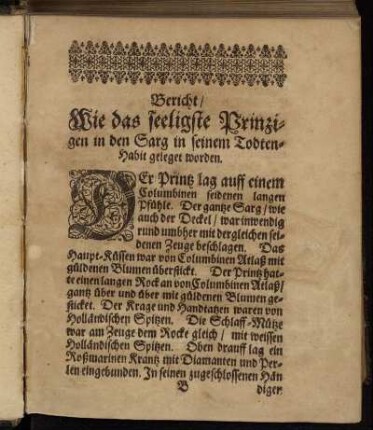 Bericht/
Wie das seeligste Prinzi-
gen in den Sarg in seinem Todten-
Habit geleget worden.
DEr Printz lag auff einem
Columbinen seidenen langen
Pfühle. Der gantze Sarg/ wie
auch der Deckel/ war inwendig
rund umbher mit dergleichen sei-
denen Zeuge beschlagen. Das
Haupt-Küssen war von Columbinen Atlaß mit
güldenen Blumen überstickt. Der Printz hat-
te einen langen Rock an von Columbinen Atlaß/
gantz über und über mit güldenen Blumen ge-
sticket. Der Krage und Handtatzen waren von
Holländischen Spitzen. Die Schlaff-Mütze
war am Zeuge dem Rocke gleich/ mit weissen
Holländischen Spitzen. Oben drauff lag ein
Roßmarinen Krantz mit Diamanten und Per-
len eingebunden. In seinen zugeschlossenen Hän
B diger